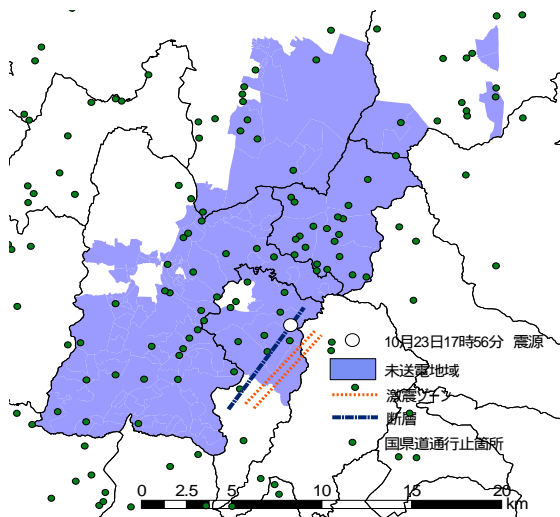 10月23日17時56分 震源
未送電地域
激震ゾーン
断層
国県道通行止箇所
0 2.5 5 10 15 20
km